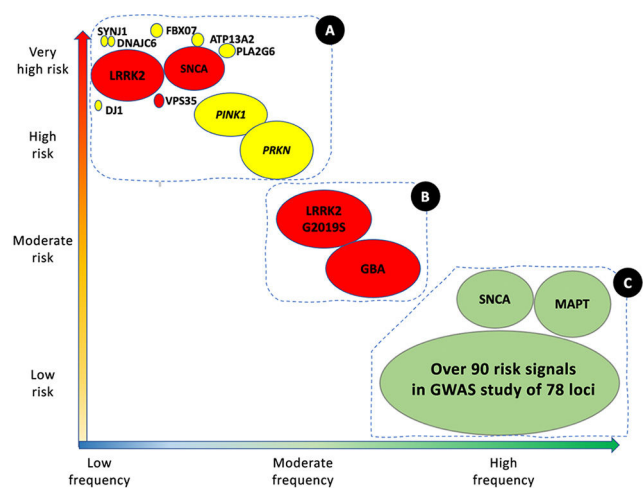 SYNJ1
DNAJC6
FBX07
ATP13A2
PLA2G6
A
Very
high risk
LRRK2
SNCA
DJ1
VPS35
PINK1
High
risk
PRKN
B
LRRK2
G2019S
Moderate
risk
GBA
C
SNCA
MAPT
Low
risk
Over 90 risk signals
in GWAS study of 78 loci
Low
frequency
Moderate
frequency
High
frequency